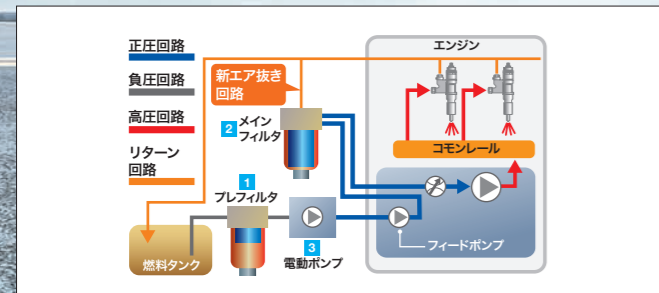 正圧回路
負圧回路
高圧回路
リターン
回路
新エア抜き
回路
エンジン
コモンレール
2 メイン
フィルタ
1
プレフィルタ
3
電動ポンプ
フィードポンプ
燃料タンク